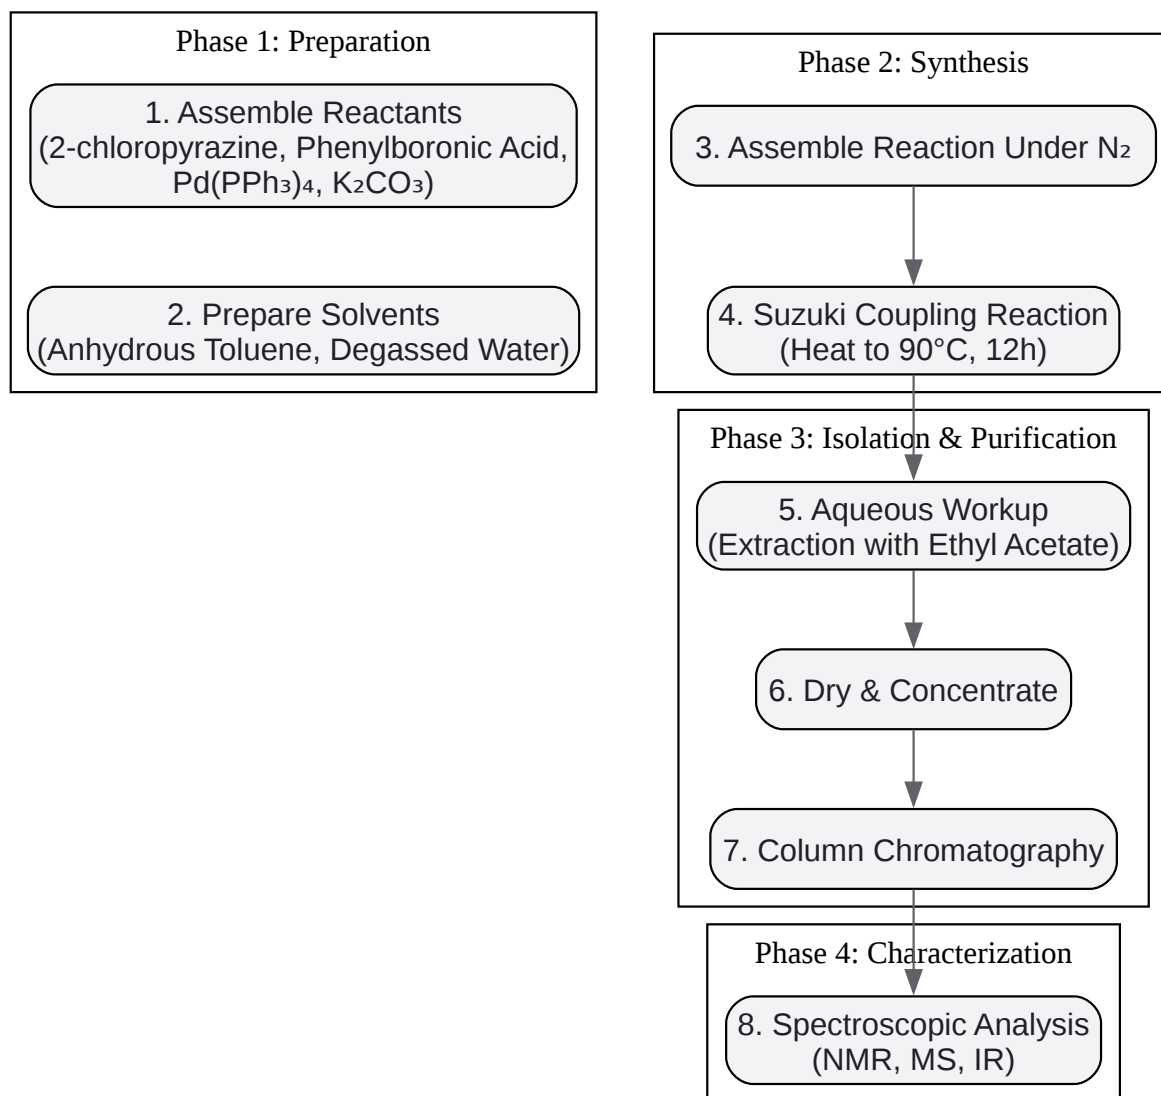 Phase 1: Preparation
1. Assemble Reactants
(2-chloropyrazine, Phenylboronic Acid,
Pd(PPh₃)₄, K₂CO₃)
2. Prepare Solvents
(Anhydrous Toluene, Degassed Water)
Phase 2: Synthesis
3. Assemble Reaction Under N₂
4. Suzuki Coupling Reaction
(Heat to 90°C, 12h)
Phase 3: Isolation & Purification
5. Aqueous Workup
(Extraction with Ethyl Acetate)
6. Dry & Concentrate
7. Column Chromatography
Phase 4: Characterization
8. Spectroscopic Analysis
(NMR, MS, IR)